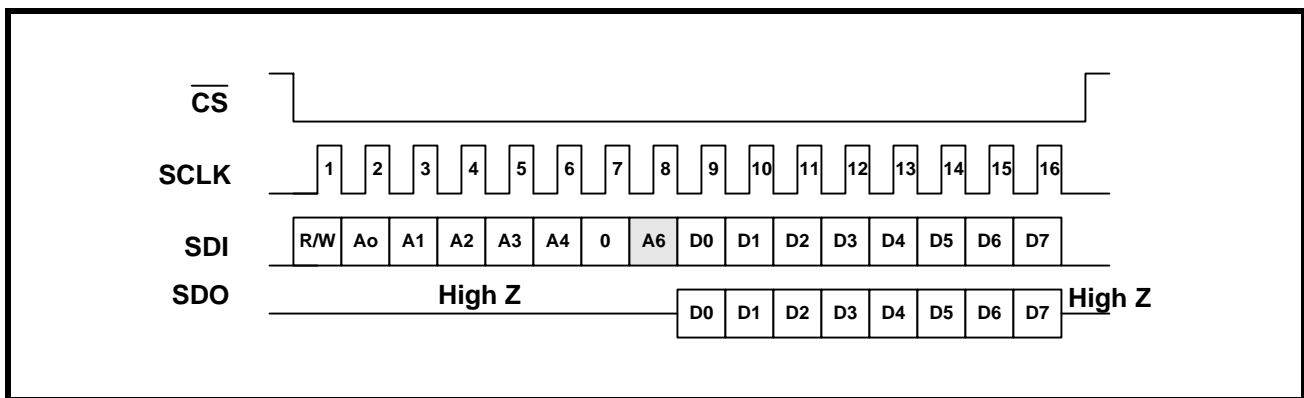 CS
SCLK 1 2 3 4 5 6 7 8 9 10 11 12 13 14 15 16
SDI R/W Ao A1 A2 A3 A4 0 A6 D0 D1 D2 D3 D4 D5 D6 D7
SDO High Z D0 D1 D2 D3 D4 D5 D6 D7 High Z